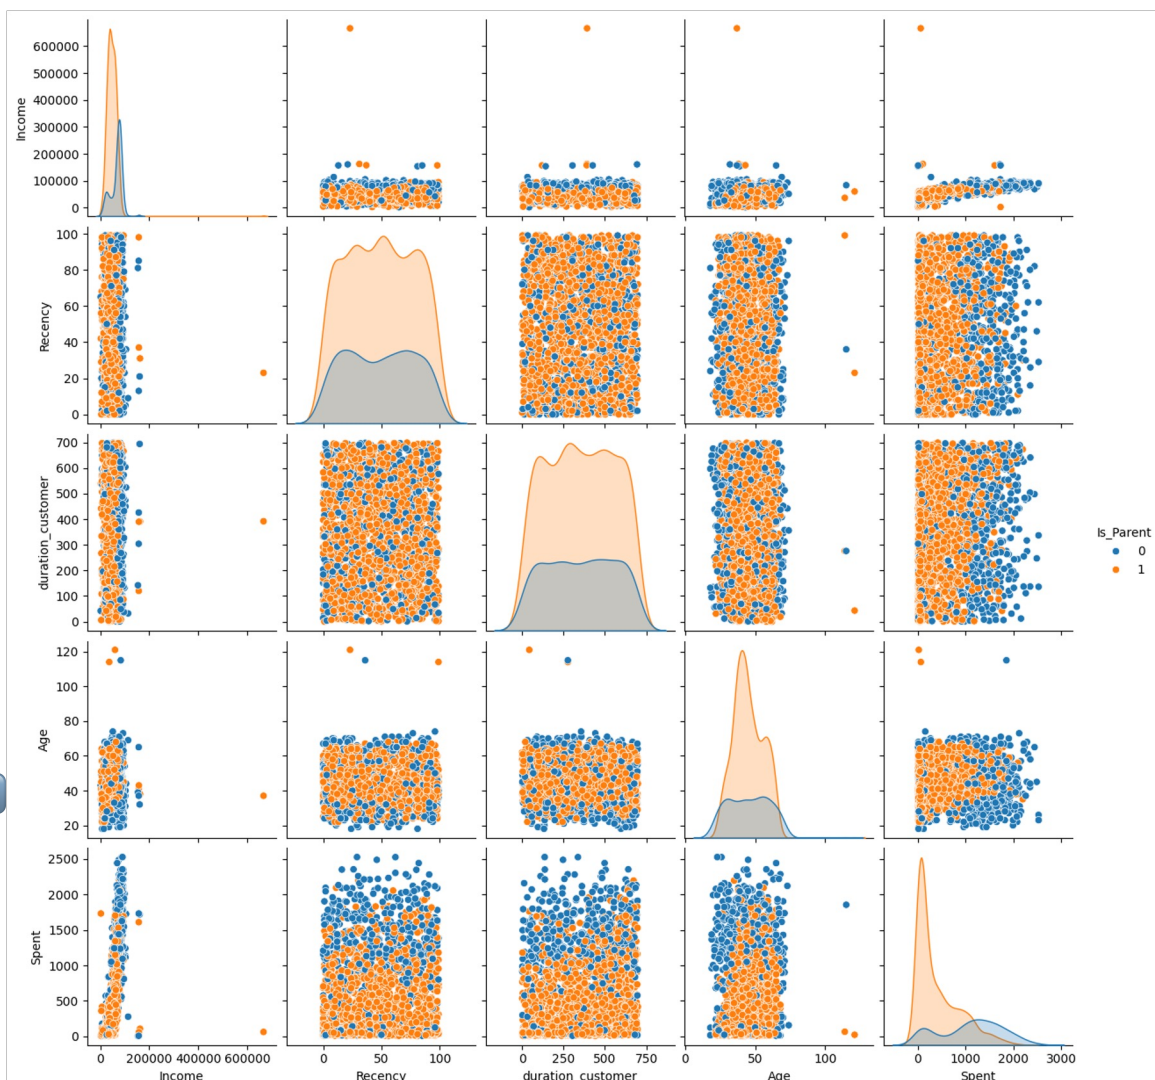 600000
500000
400000
300000
200000
100000
0
Income
100
80
60
40
20
0
Recency
700
600
500
400
300
200
100
0
duration_customer
120
100
80
60
40
20
Age
2500
2000
1500
1000
500
0
Spent
Is_Parent
0
1
0 200000 400000 600000
0 50 100
0 250 500 750
0 50 100
0 1000 2000 3000
Income Recency duration_customer Age Spent